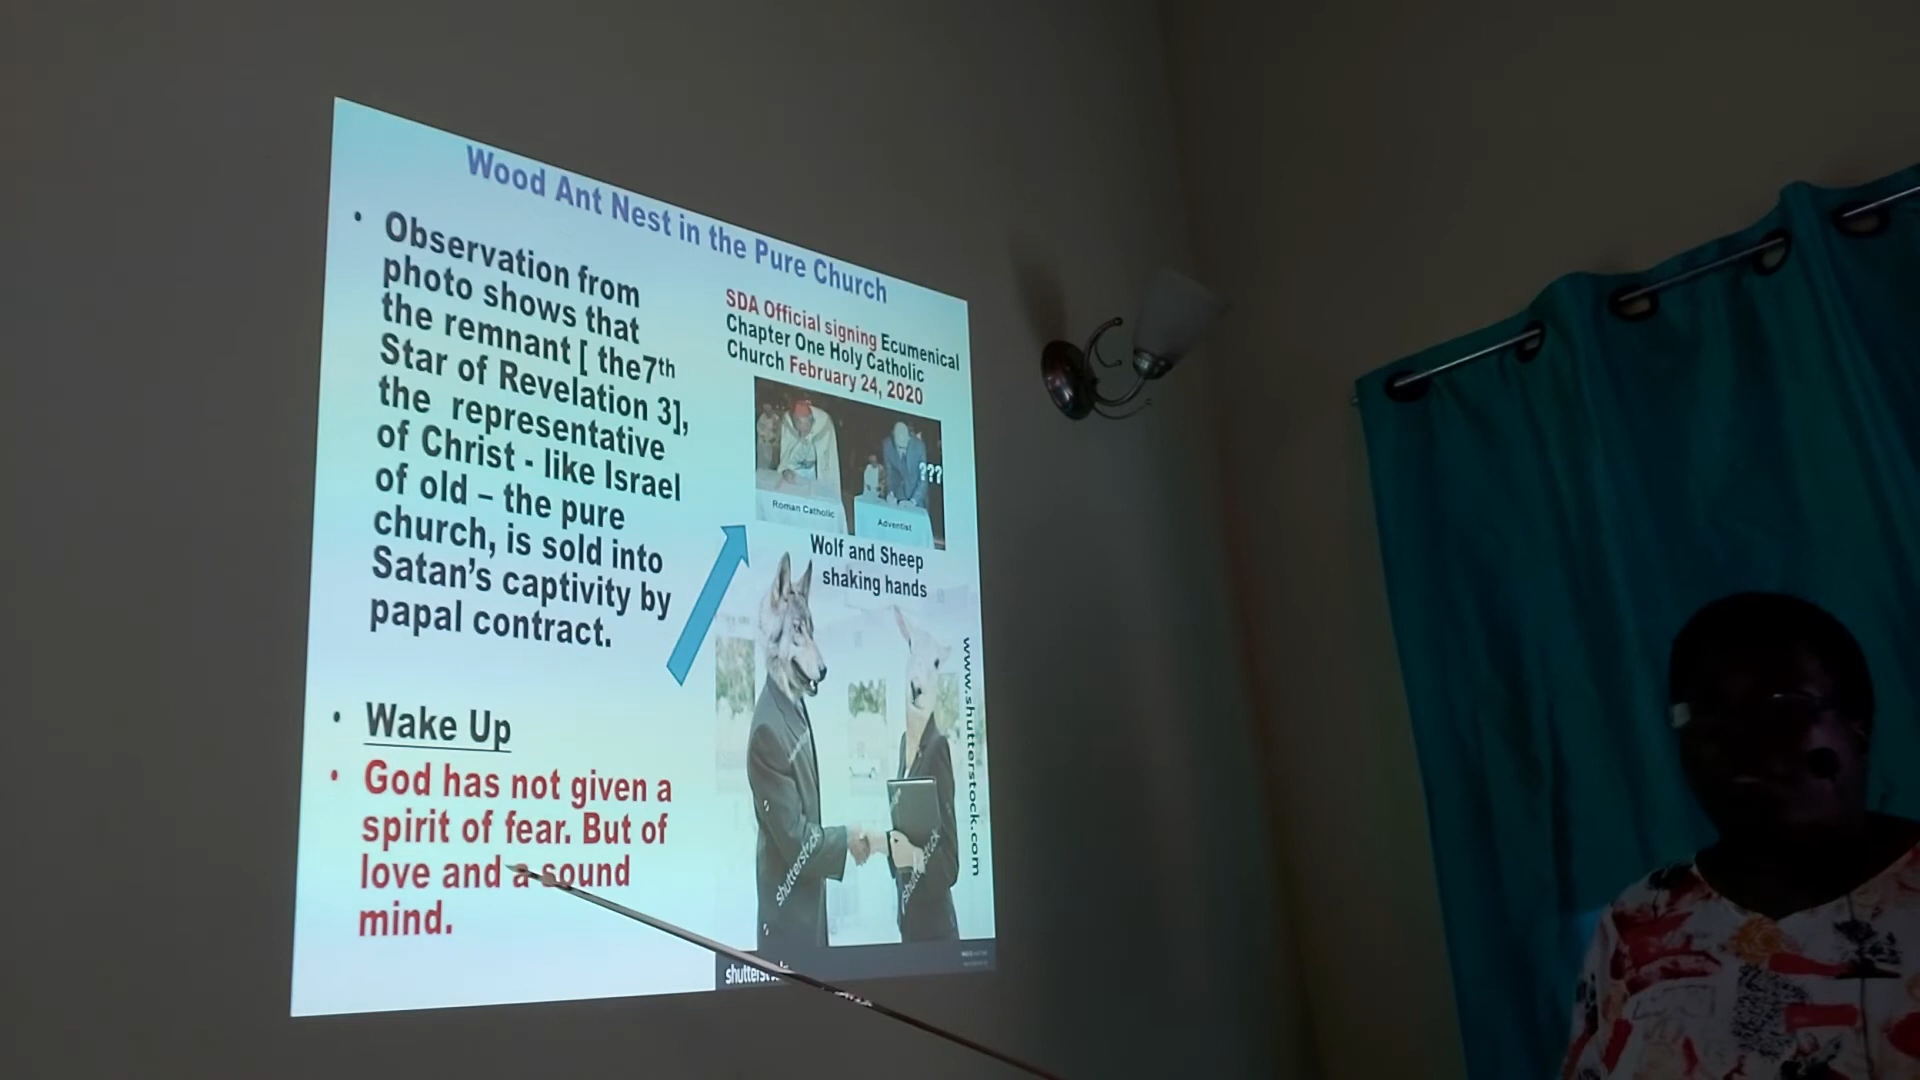 Wood Ant Nest in the Pure Church
• Observation from
photo shows that
the remnant [ the7th
Star of Revelation 3],
the representative
of Christ - like Israel
of old – the pure
church, is sold into
Satan's captivity by
papal contract.
• Wake Up
• God has not given a
spirit of fear. But of
love and a sound
mind.
SDA Official signing Ecumenical
Chapter One Holy Catholic
Church February 24, 2020
???
Roman Catholic
Adventist
Wolf and Sheep
shaking hands
www.shutterstock.com
shutterstock
shutterstock